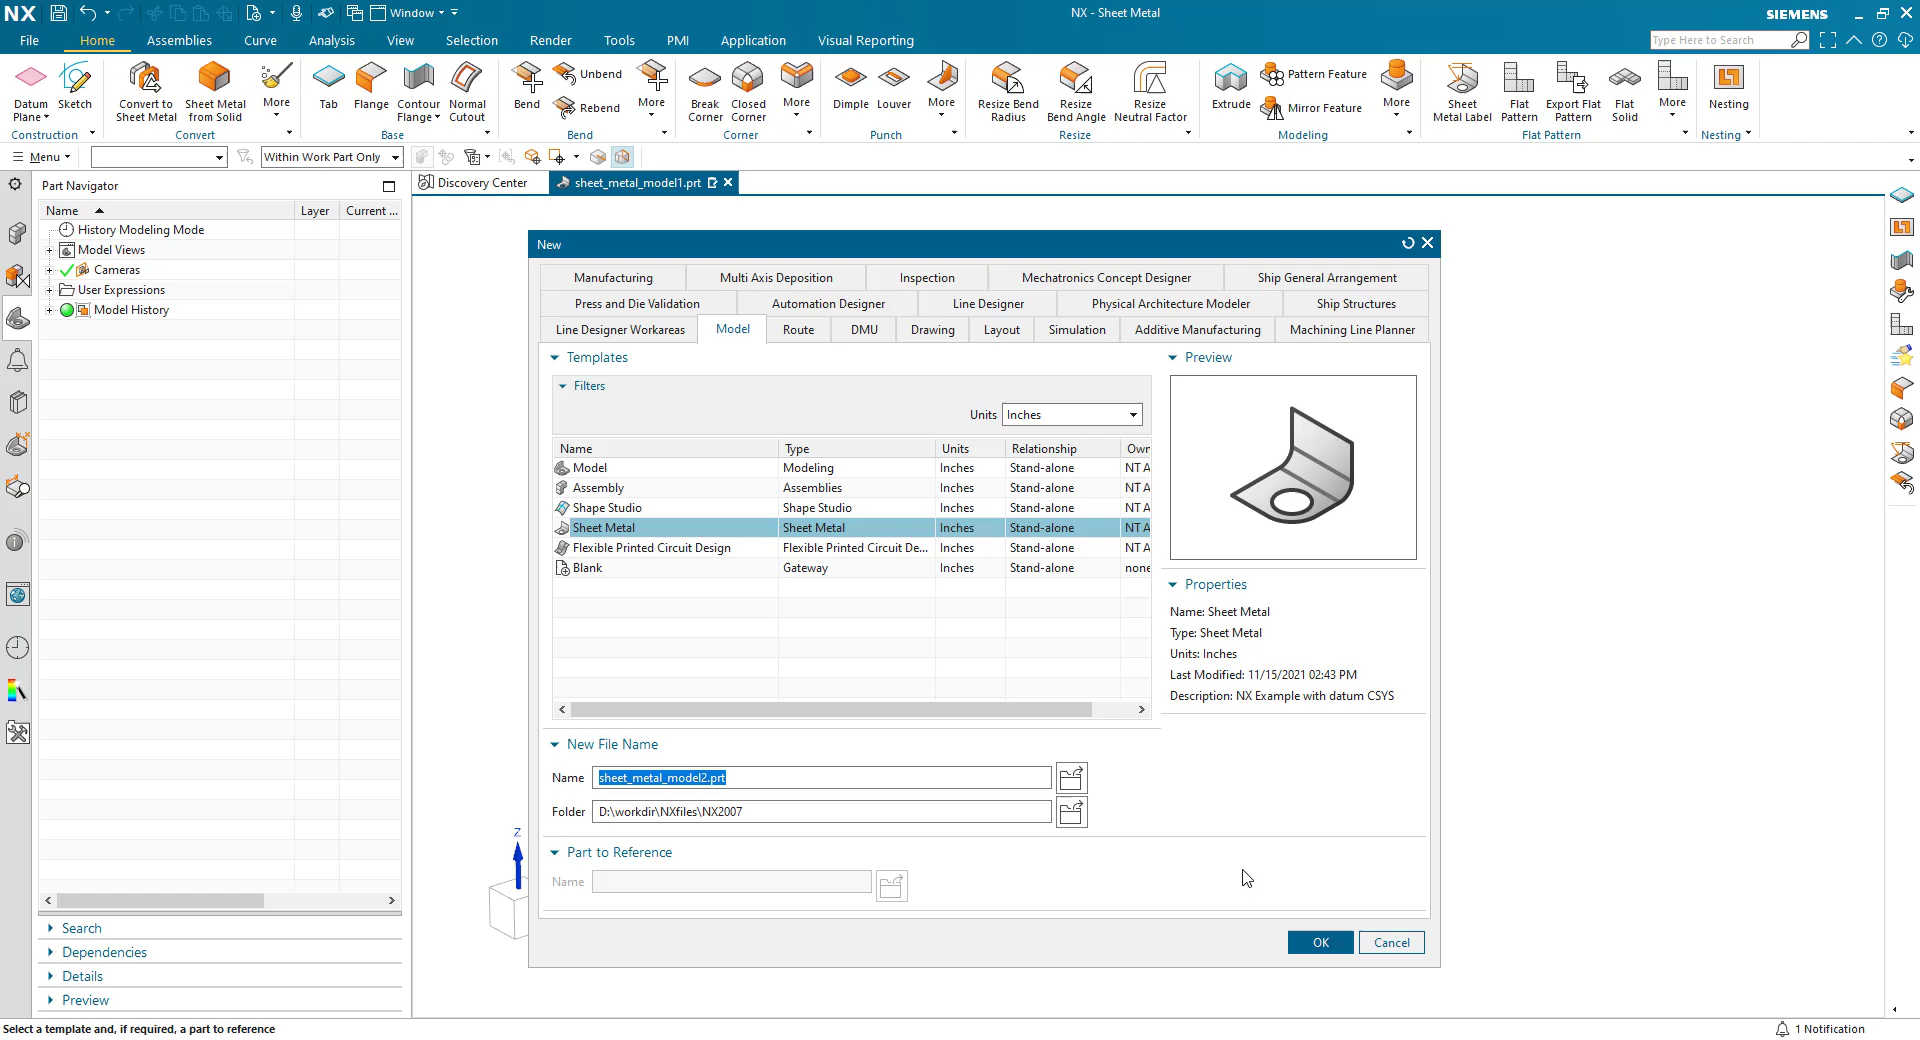 NX
Window
NX - Sheet Metal
SIEMENS
File
Home
Assemblies
Curve
Analysis
View
Selection
Render
Tools
PMI
Application
Visual Reporting
Type Here to Search
Datum Plane
Sketch
Construction
Convert to Sheet Metal
Sheet Metal from Solid
More
Convert
Tab
Flange
Contour Flange
Normal Cutout
Base
Bend
Unbend
Rebend
More
Bend
Break Corner
Closed Corner
More
Corner
Dimple
Louver
More
Punch
Resize Bend Radius
Resize Bend Angle
Resize Neutral Factor
Resize
Extrude
Pattern Feature
Mirror Feature
More
Modeling
Sheet Metal Label
Flat Pattern
Export Flat Pattern
Flat Solid
More
Flat Pattern
Nesting
Nesting
Menu
Within Work Part Only
Part Navigator
Discovery Center
sheet_metal_model1.prt
Name
Layer
Current ...
History Modeling Mode
Model Views
Cameras
User Expressions
Model History
Search
Dependencies
Details
Preview
New
Manufacturing
Multi Axis Deposition
Inspection
Mechatronics Concept Designer
Ship General Arrangement
Press and Die Validation
Automation Designer
Line Designer
Physical Architecture Modeler
Ship Structures
Line Designer Workareas
Model
Route
DMU
Drawing
Layout
Simulation
Additive Manufacturing
Machining Line Planner
Templates
Filters
Units Inches
Name Type Units Relationship Own
Model Modeling Inches Stand-alone NT A
Assembly Assemblies Inches Stand-alone NT A
Shape Studio Shape Studio Inches Stand-alone NT A
Sheet Metal Sheet Metal Inches Stand-alone NT A
Flexible Printed Circuit Design Flexible Printed Circuit De... Inches Stand-alone NT A
Blank Gateway Inches Stand-alone none
Preview
Properties
Name: Sheet Metal
Type: Sheet Metal
Units: Inches
Last Modified: 11/15/2021 02:43 PM
Description: NX Example with datum CSYS
New File Name
Name sheet_metal_model2.prt
Folder D:\workdir\NXfiles\NX2007
Part to Reference
Name
OK
Cancel
Z
Select a template and, if required, a part to reference
1 Notification